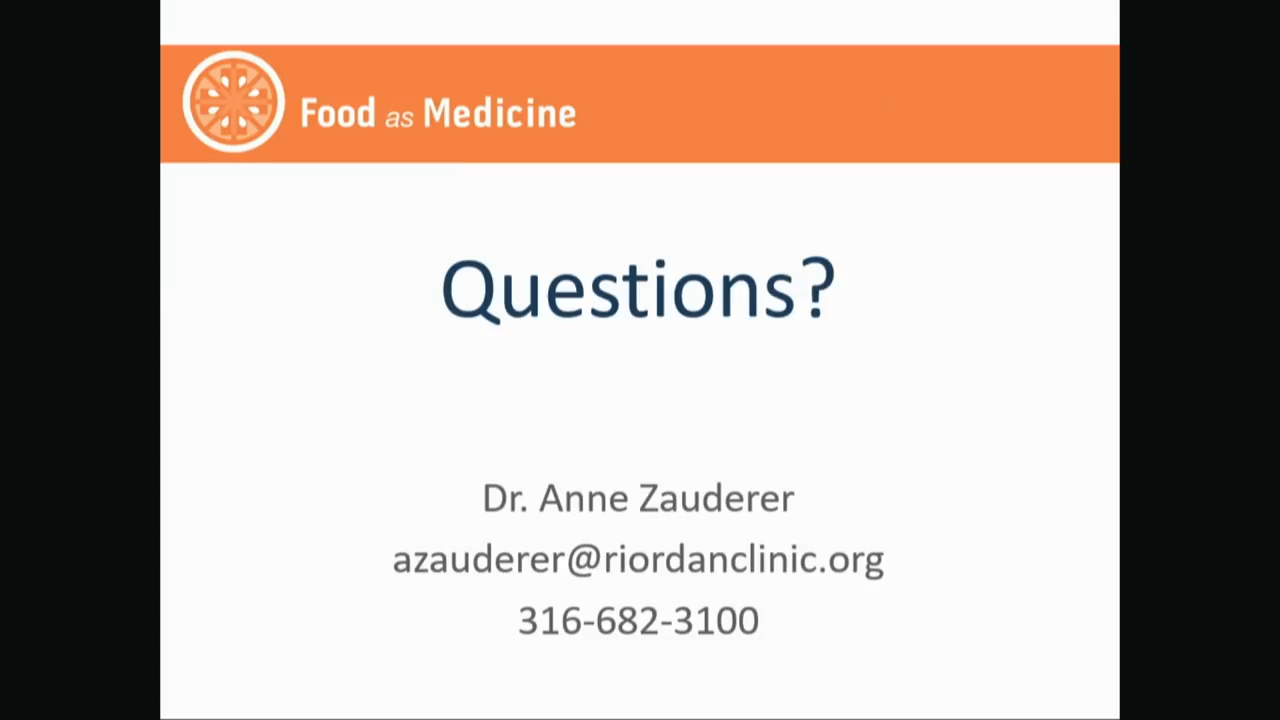 Food as Medicine
Questions?
Dr. Anne Zauderer
azauderer@riordanclinic.org
316-682-3100